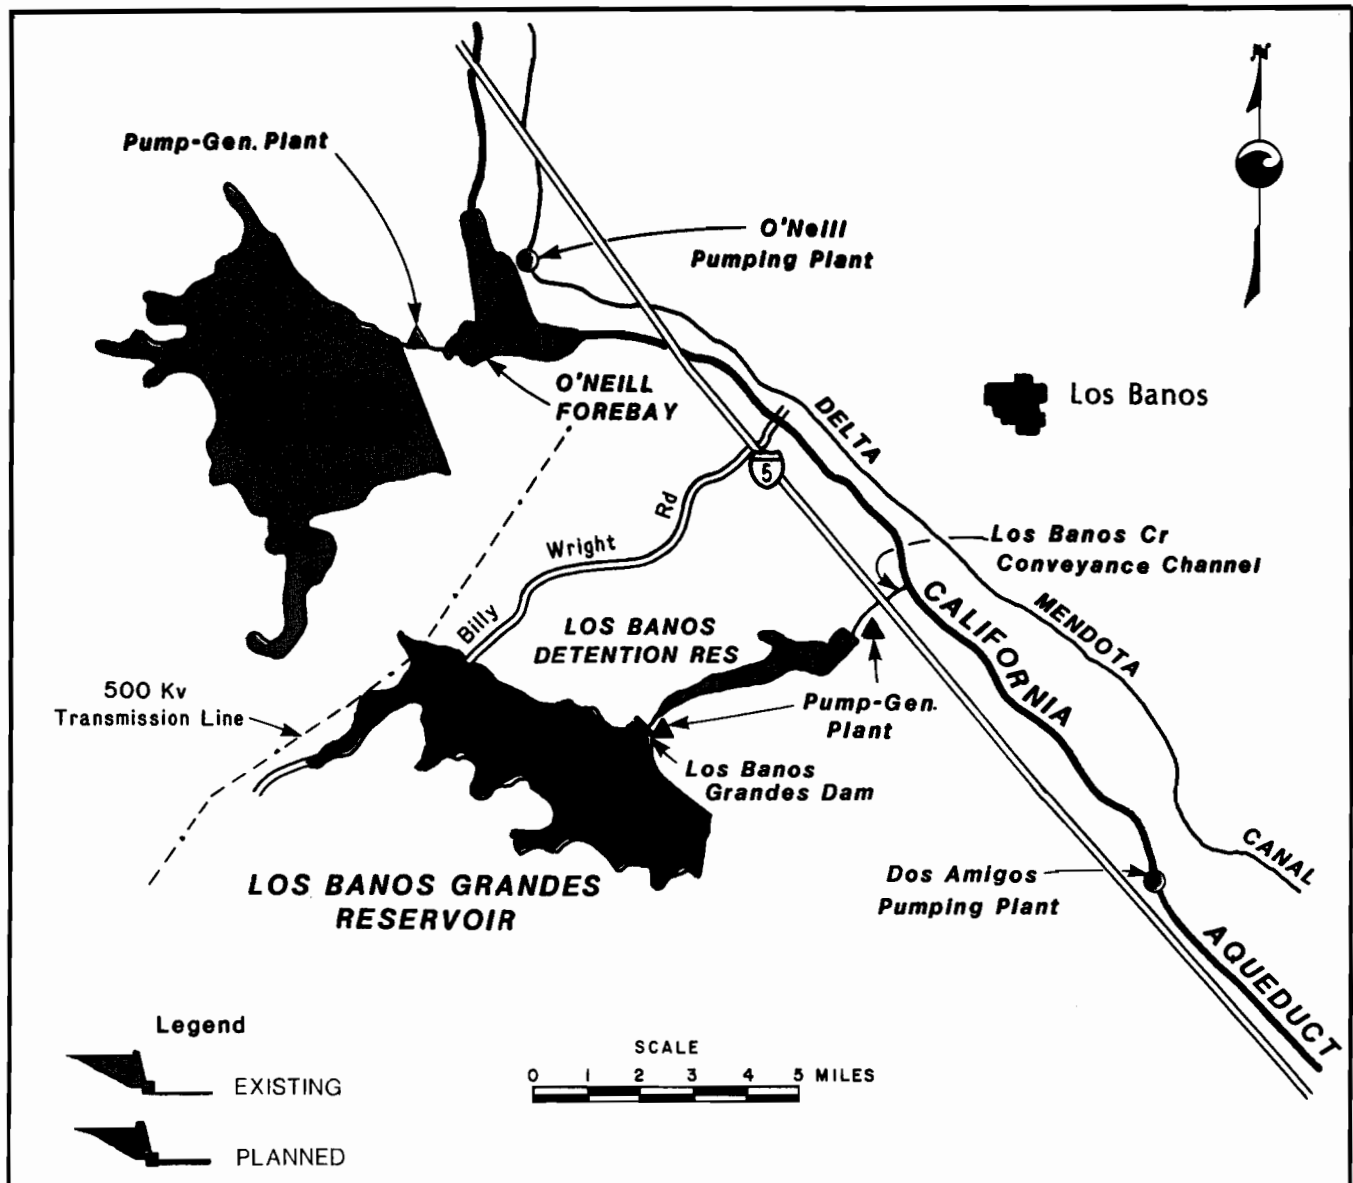 N
Pump-Gen. Plant
O'Neill
Pumping Plant
O'NEILL
FOREBAY
Los Banos
DELTA
5
Rd
Wright
Billy
Los Banos Cr
Conveyance Channel
MENDOTA
CALIFORNIA
LOS BANOS
DETENTION RES
500 Kv
Transmission Line
Pump-Gen.
Plant
Los Banos
Grandes Dam
CANAL
LOS BANOS GRANDES
RESERVOIR
Dos Amigos
Pumping Plant
AQUEDUCT
Legend
EXISTING
PLANNED
SCALE
0 1 2 3 4 5 MILES